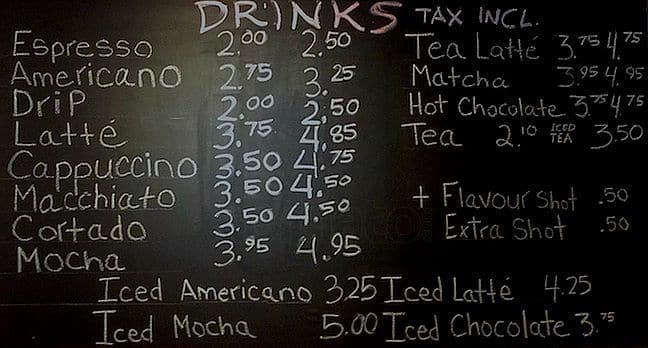 DRINKS TAX INCL.
Espresso 2.00 2.50
Americano 2.75 3.25
Drip 2.00 2.50
Latté 3.75 4.85
Cappuccino 3.50 4.75
Macchiato 3.50 4.50
Cortado 3.50 4.50
Mocha 3.95 4.95
Tea Latté 3.75 4.75
Matcha 3.95 4.95
Hot Chocolate 3.75 4.75
Tea 2.10 ICED TEA 3.50
+ Flavour Shot .50
Extra Shot .50
Iced Americano 3.25 Iced Latté 4.25
Iced Mocha 5.00 Iced Chocolate 3.75